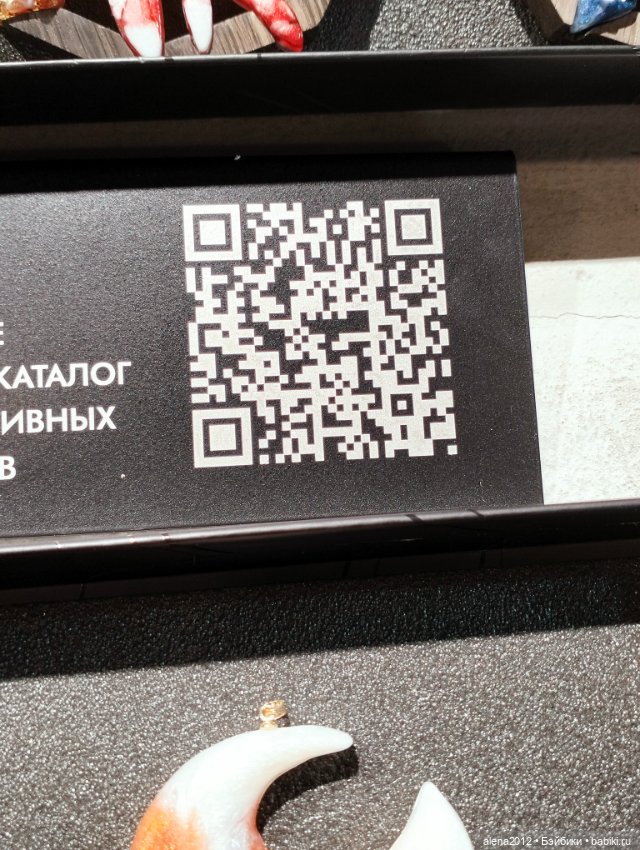 Е
КАТАЛОГ
ИВНЫХ
В
alena2012 • Бэйбики • babiki.ru